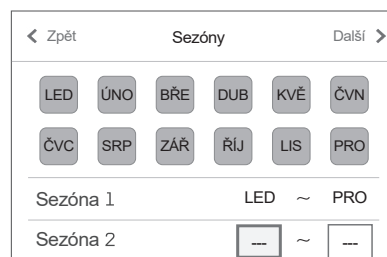 Zpět Sezóny Další
LED ÚNO BŘE DUB KVĚ ČVN
ČVC SRP ZÁŘ ŘÍJ LIS PRO
Sezóna 1 LED ~ PRO
Sezóna 2 --- ~ ---